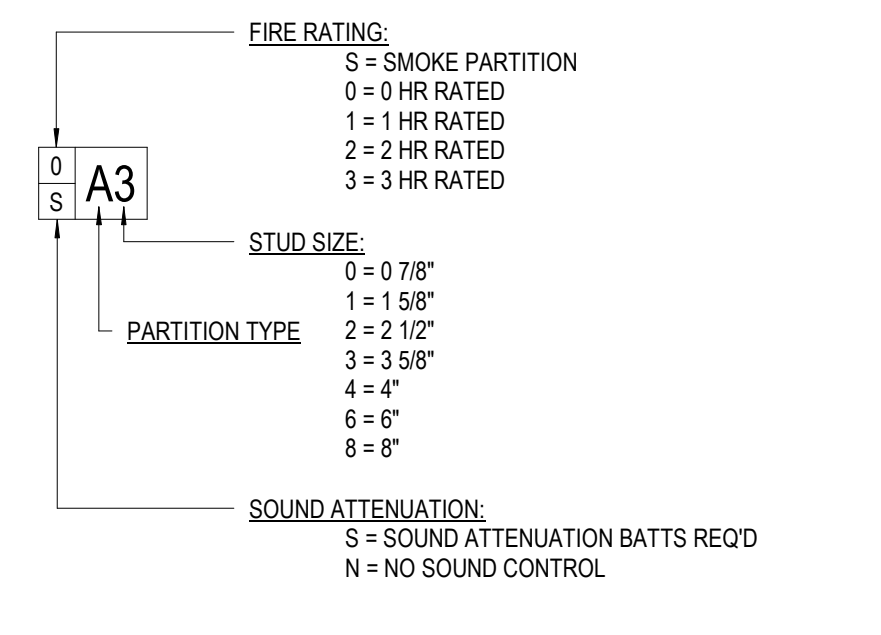 FIRE RATING:
S = SMOKE PARTITION
0 = 0 HR RATED
1 = 1 HR RATED
2 = 2 HR RATED
3 = 3 HR RATED
0
S
A3
STUD SIZE:
0 = 0 7/8"
1 = 1 5/8"
PARTITION TYPE
2 = 2 1/2"
3 = 3 5/8"
4 = 4"
6 = 6"
8 = 8"
SOUND ATTENUATION:
S = SOUND ATTENUATION BATTS REQ'D
N = NO SOUND CONTROL